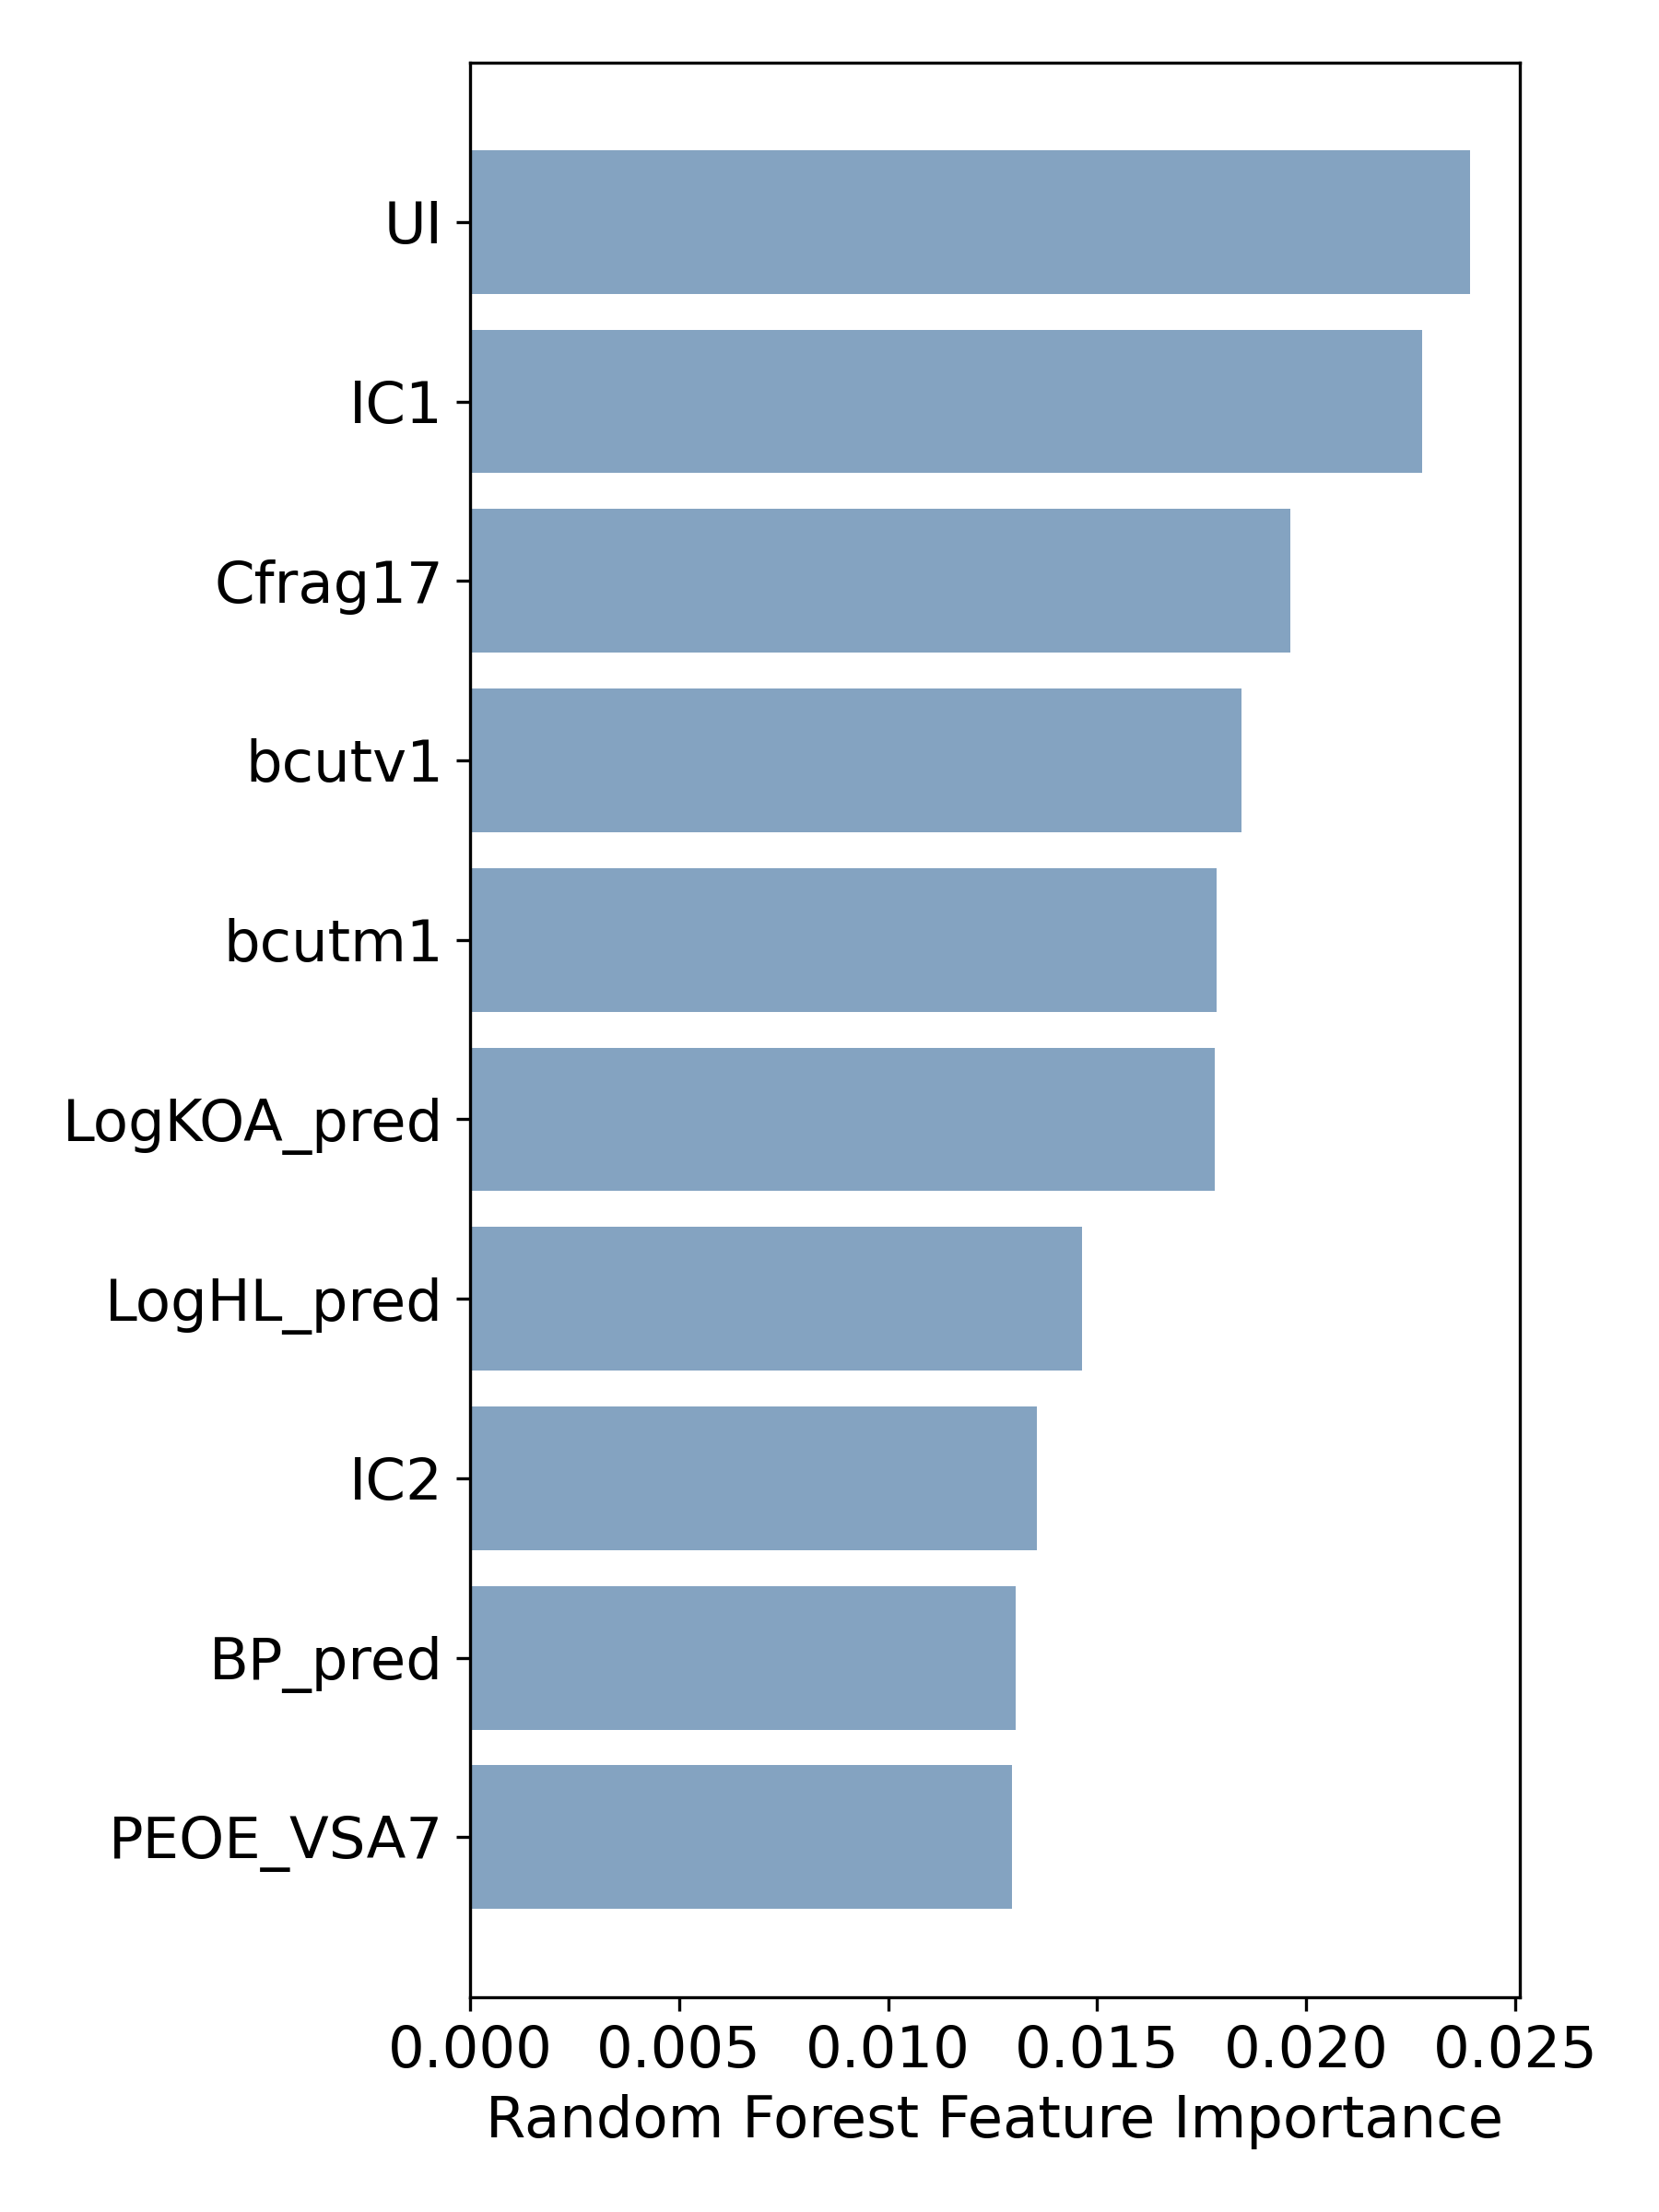 UI
IC1
Cfrag17
bcutv1
bcutm1
LogKOA_pred
LogHL_pred
IC2
BP_pred
PEOE_VSA7
0.000 0.005 0.010 0.015 0.020 0.025
Random Forest Feature Importance